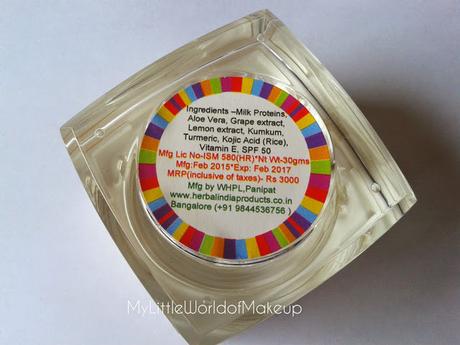 Ingredients –Milk Proteins,
Aloe Vera, Grape extract,
Lemon extract, Kumkum,
Turmeric, Kojic Acid (Rice),
Vitamin E, SPF 50
Mfg Lic No-ISM 580(HR)*Nt Wt-30gms
Mfg:Feb 2015*Exp: Feb 2017
MRP(inclusive of taxes)- Rs 3000
Mfg by WHPL,Panipat
www.herbalindiaproducts.co.in
Bangalore (+91 9844536756 )
MyLittleWorldofMakeup